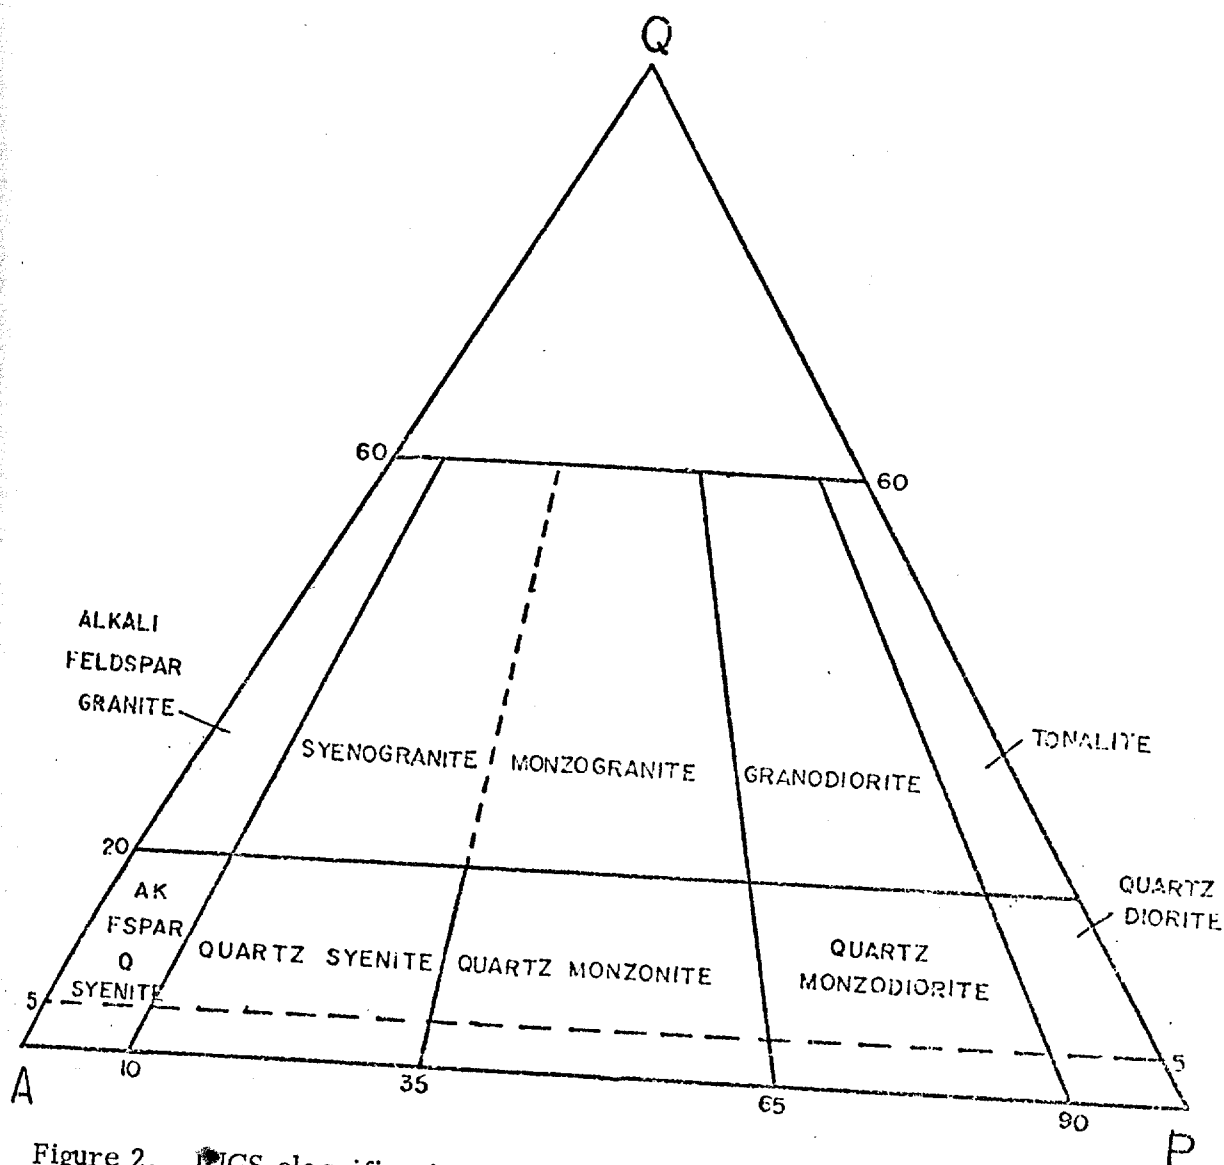 Q
60
60
ALKALI
FELDSPAR
GRANITE
SYENOGRANITE
MONZOGRANITE
GRANODIORITE
TONALITE
20
AK
FSPAR
Q
SYENITE
QUARTZ SYENITE
QUARTZ MONZONITE
QUARTZ
MONZODIORITE
QUARTZ
DIORITE
5
5
A
10
35
65
90
P
Figure 2.